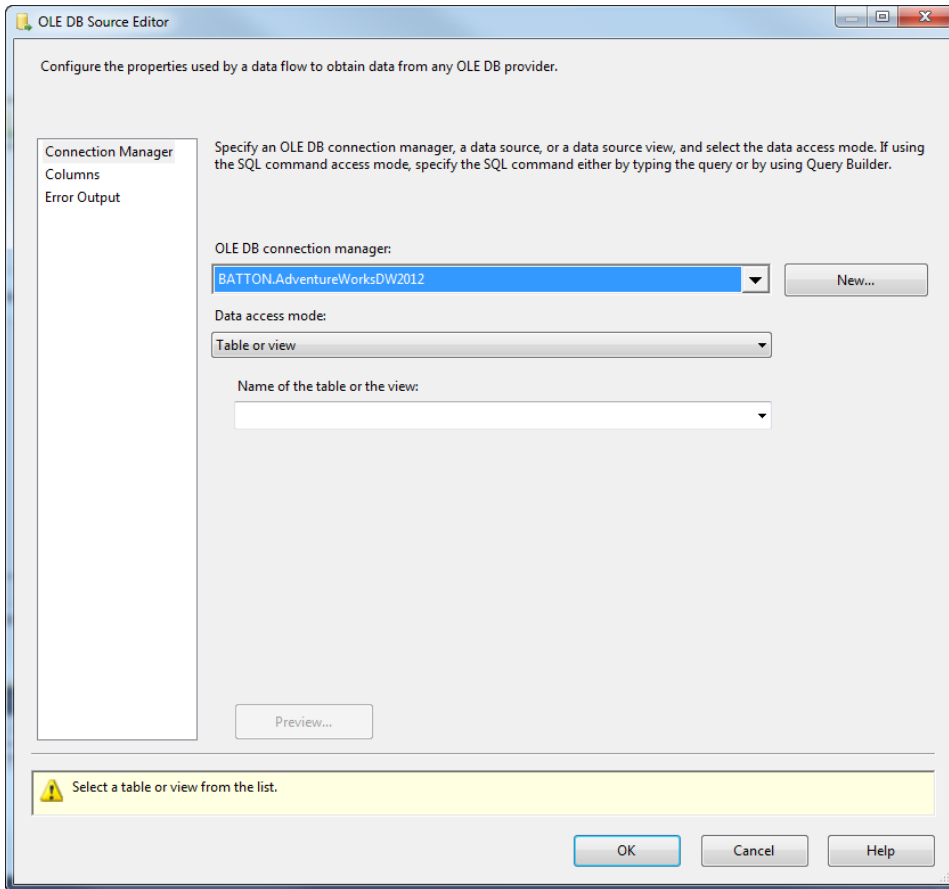 OLE DB Source Editor
Configure the properties used by a data flow to obtain data from any OLE DB provider.
Connection Manager
Columns
Error Output
Specify an OLE DB connection manager, a data source, or a data source view, and select the data access mode. If using
the SQL command access mode, specify the SQL command either by typing the query or by using Query Builder.
OLE DB connection manager:
BATTON.AdventureWorksDW2012
New...
Data access mode:
Table or view
Name of the table or the view:
Preview...
Select a table or view from the list.
OK
Cancel
Help